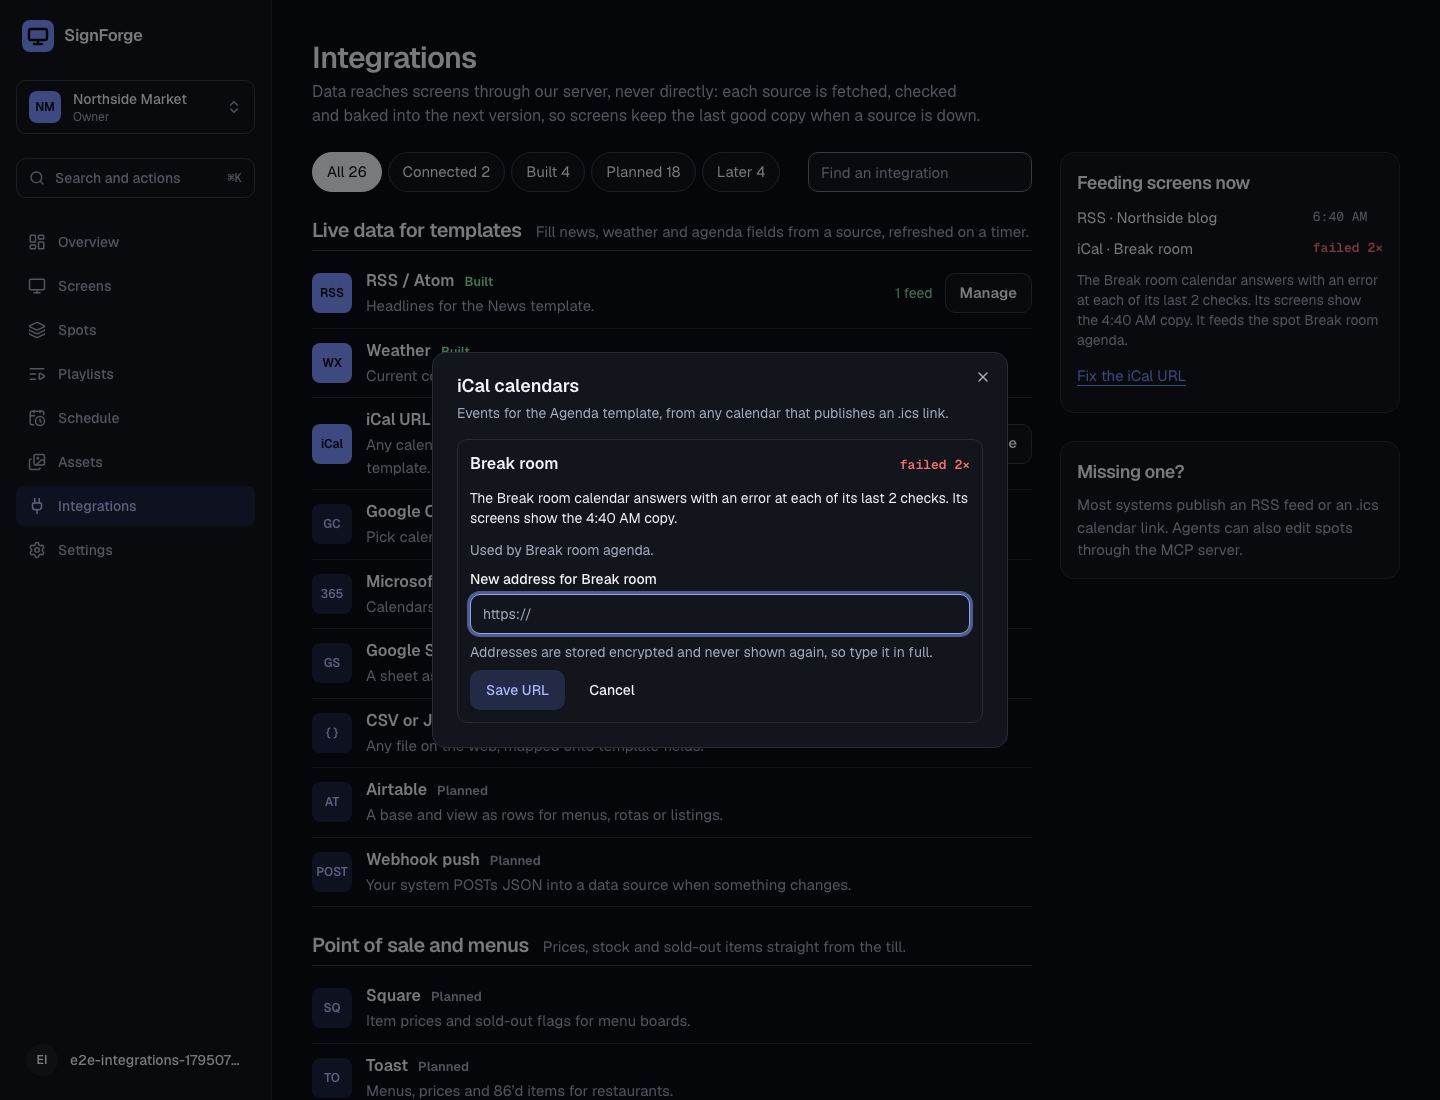 SignForge
NM
Northside Market
Owner
Search and actions
⌘K
Overview
Screens
Spots
Playlists
Schedule
Assets
Integrations
Settings
EI
e2e-integrations-179507…
Integrations
Data reaches screens through our server, never directly: each source is fetched, checked
and baked into the next version, so screens keep the last good copy when a source is down.
All 26
Connected 2
Built 4
Planned 18
Later 4
Find an integration
Live data for templates
Fill news, weather and agenda fields from a source, refreshed on a timer.
RSS
RSS / Atom Built
Headlines for the News template.
1 feed
Manage
WX
Weather Built
Current c
iCal
iCal URL
Any calen
template.
e
GC
Google C
Pick caler
365
Microsof
Calendars
GS
Google S
A sheet as
{ }
CSV or J
Any file on the web, mapped onto template fields.
AT
Airtable Planned
A base and view as rows for menus, rotas or listings.
POST
Webhook push Planned
Your system POSTs JSON into a data source when something changes.
Point of sale and menus
Prices, stock and sold-out items straight from the till.
SQ
Square Planned
Item prices and sold-out flags for menu boards.
TO
Toast Planned
Menus, prices and 86'd items for restaurants.
iCal calendars
Events for the Agenda template, from any calendar that publishes an .ics link.
Break room
failed 2×
The Break room calendar answers with an error at each of its last 2 checks. Its
screens show the 4:40 AM copy.
Used by Break room agenda.
New address for Break room
https://
Addresses are stored encrypted and never shown again, so type it in full.
Save URL
Cancel
Feeding screens now
RSS · Northside blog
6:40 AM
iCal · Break room
failed 2×
The Break room calendar answers with an error
at each of its last 2 checks. Its screens show
the 4:40 AM copy. It feeds the spot Break room
agenda.
Fix the iCal URL
Missing one?
Most systems publish an RSS feed or an .ics
calendar link. Agents can also edit spots
through the MCP server.